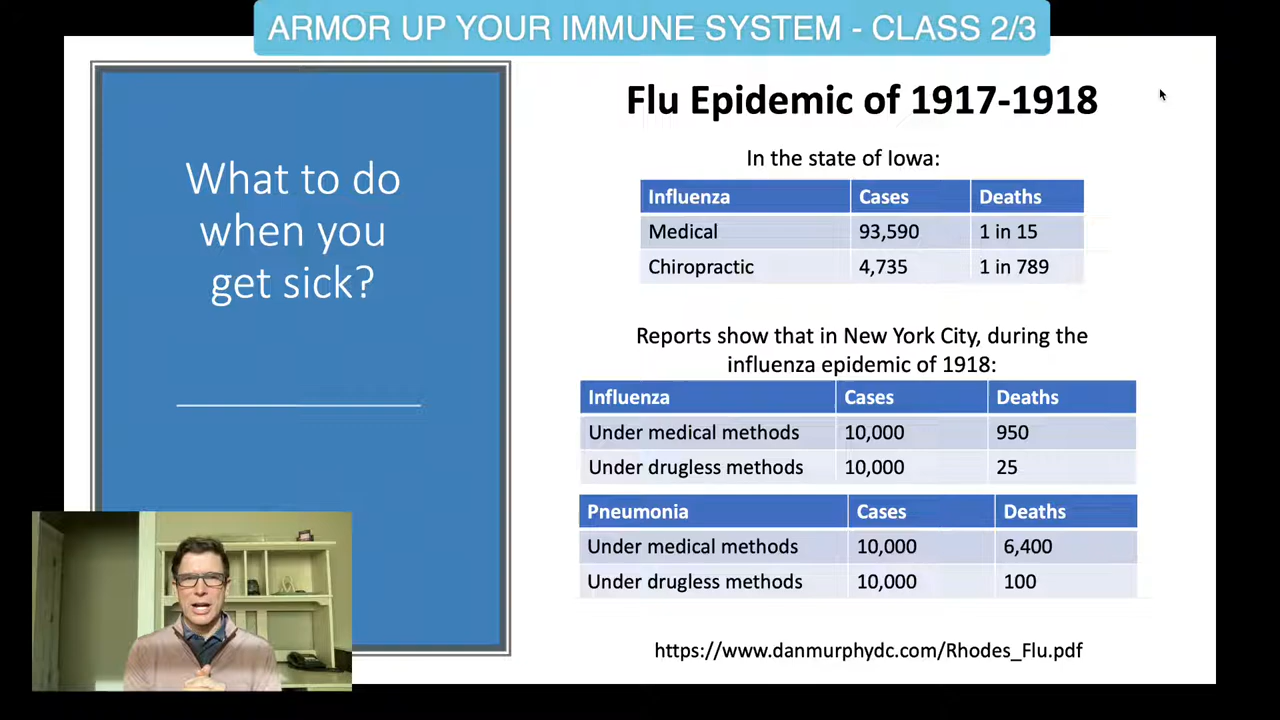 ARMOR UP YOUR IMMUNE SYSTEM - CLASS 2/3
What to do
when you
get sick?
Flu Epidemic of 1917-1918
In the state of Iowa:
Influenza Cases Deaths
Medical 93,590 1 in 15
Chiropractic 4,735 1 in 789
Reports show that in New York City, during the
influenza epidemic of 1918:
Influenza Cases Deaths
Under medical methods 10,000 950
Under drugless methods 10,000 25
Pneumonia Cases Deaths
Under medical methods 10,000 6,400
Under drugless methods 10,000 100
https://www.danmurphydc.com/Rhodes_Flu.pdf